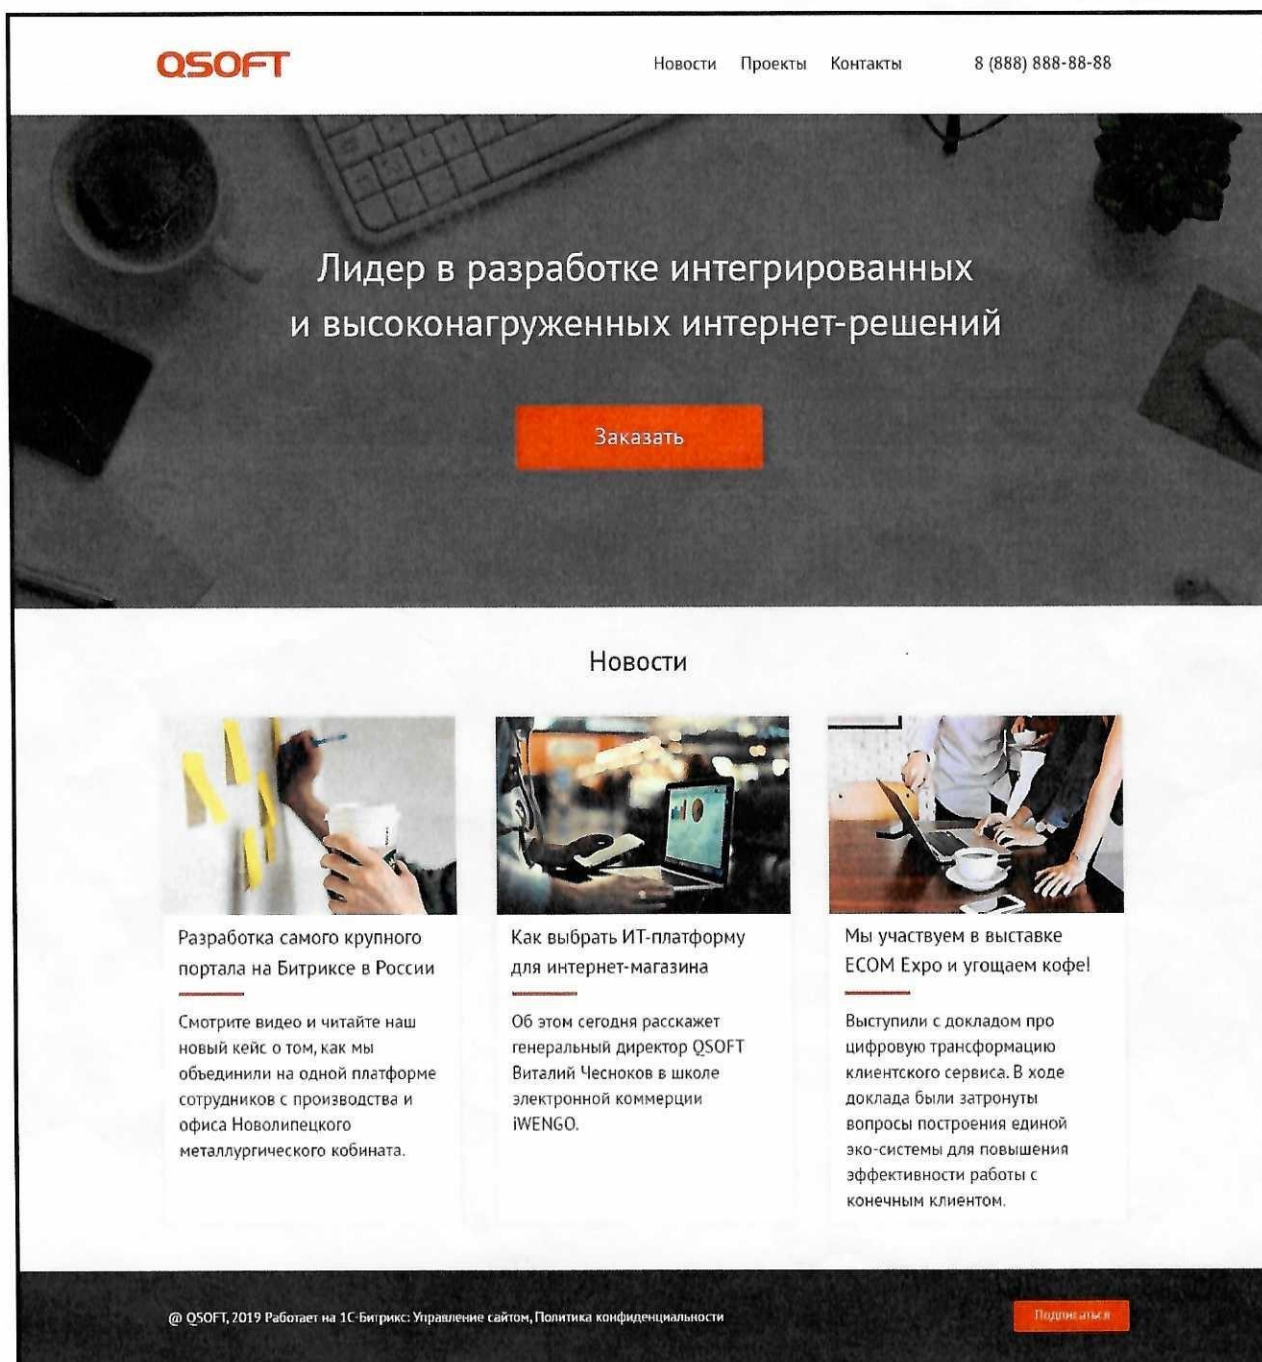 QSOFT
Новости Проекты Контакты 8 (888) 888-88-88
Лидер в разработке интегрированных
и высоконагруженных интернет-решений
Заказать
Новости
Разработка самого крупного
портала на Битриксе в России
Смотрите видео и читайте наш
новый кейс о том, как мы
объединили на одной платформе
сотрудников с производства и
офиса Новолипецкого
металлургического кобината.
Как выбрать ИТ-платформу
для интернет-магазина
Об этом сегодня расскажет
генеральный директор QSOFT
Виталий Чесноков в школе
электронной коммерции
iWENGO.
Мы участвуем в выставке
ECOM Expo и угощаем кофе!
Выступили с докладом про
цифровую трансформацию
клиентского сервиса. В ходе
доклада были затронуты
вопросы построения единой
эко-системы для повышения
эффективности работы с
конечным клиентом.
@ QSOFT, 2019 Работает на 1С-Битрикс: Управление сайтом, Политика конфиденциальности
Подписаться